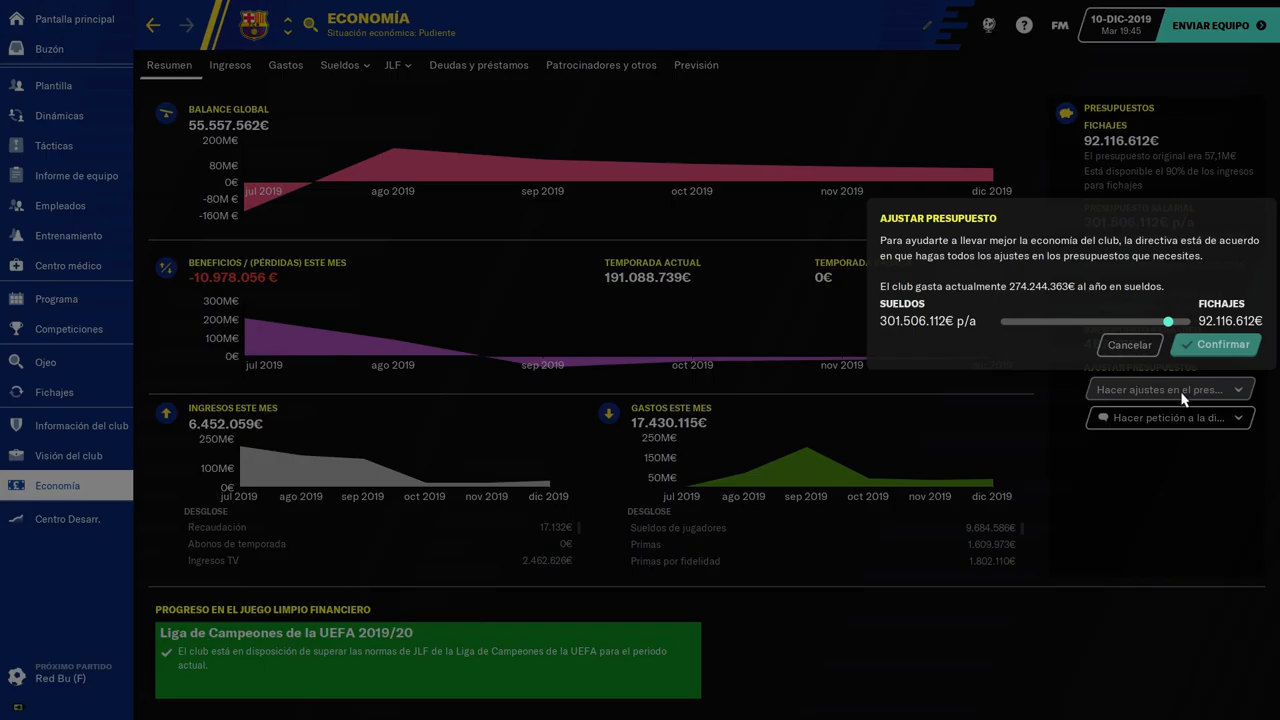 Pantalla principal
Buzón
Plantilla
Dinámicas
Tácticas
Informe de equipo
Empleados
Entrenamiento
Centro médico
Programa
Competiciones
Ojeo
Fichajes
Información del club
Visión del club
Economía
Centro Desarr.
PRÓXIMO PARTIDO
Red Bu (F)
ECONOMÍA
Situación económica: Pudiente
FM
10-DIC-2019
Mar 19:45
ENVIAR EQUIPO
Resumen Ingresos Gastos Sueldos JLF Deudas y préstamos Patrocinadores y otros Previsión
BALANCE GLOBAL
55.557.562€
200M€
80M€
0€
-80M €
-160M €
jul 2019 ago 2019 sep 2019 oct 2019 nov 2019 dic 2019
BENEFICIOS / (PÉRDIDAS) ESTE MES
-10.978.056 €
TEMPORADA ACTUAL
191.088.739€
TEMPORADA
0€
300M€
200M€
100M€
0€
jul 2019 ago 2019 sep 2019 oct 2019 nov 2019 dic 2019
INGRESOS ESTE MES
6.452.059€
250M€
100M€
0€
jul 2019 ago 2019 sep 2019 oct 2019 nov 2019 dic 2019
DESGLOSE
Recaudación 17.132€
Abonos de temporada 0€
Ingresos TV 2.462.626€
GASTOS ESTE MES
17.430.115€
250M€
150M€
50M€
jul 2019 ago 2019 sep 2019 oct 2019 nov 2019 dic 2019
DESGLOSE
Sueldos de jugadores 9.684.586€
Primas 1.609.973€
Primas por fidelidad 1.802.110€
PROGRESO EN EL JUEGO LIMPIO FINANCIERO
Liga de Campeones de la UEFA 2019/20
El club está en disposición de superar las normas de JLF de la Liga de Campeones de la UEFA para el periodo
actual.
PRESUPUESTOS
FICHAJES
92.116.612€
El presupuesto original era 57,1M€
Está disponible el 90% de los ingresos
para fichajes
PRESUPUESTO SALARIAL
301.506.112€ p/a
AJUSTAR PRESUPUESTO
Para ayudarte a llevar mejor la economía del club, la directiva está de acuerdo
en que hagas todos los ajustes en los presupuestos que necesites.
El club gasta actualmente 274.244.363€ al año en sueldos.
SUELDOS FICHAJES
301.506.112€ p/a 92.116.612€
Cancelar Confirmar
AJUSTAR PRESUPUESTOS
Hacer ajustes en el pres...
Hacer petición a la di...